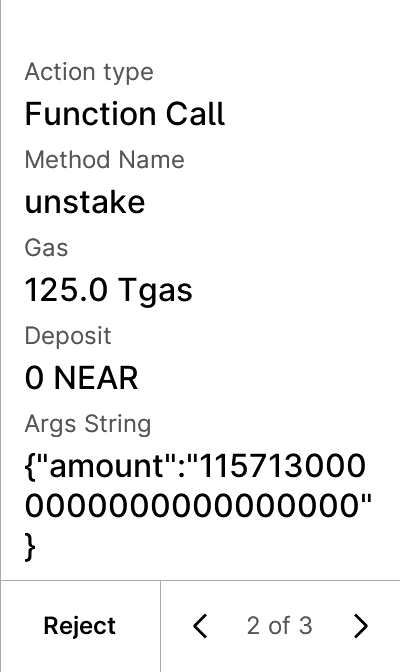 Action type
Function Call
Method Name
unstake
Gas
125.0 Tgas
Deposit
0 NEAR
Args String
{"amount":"115713000
0000000000000000000"
}
Reject
2 of 3